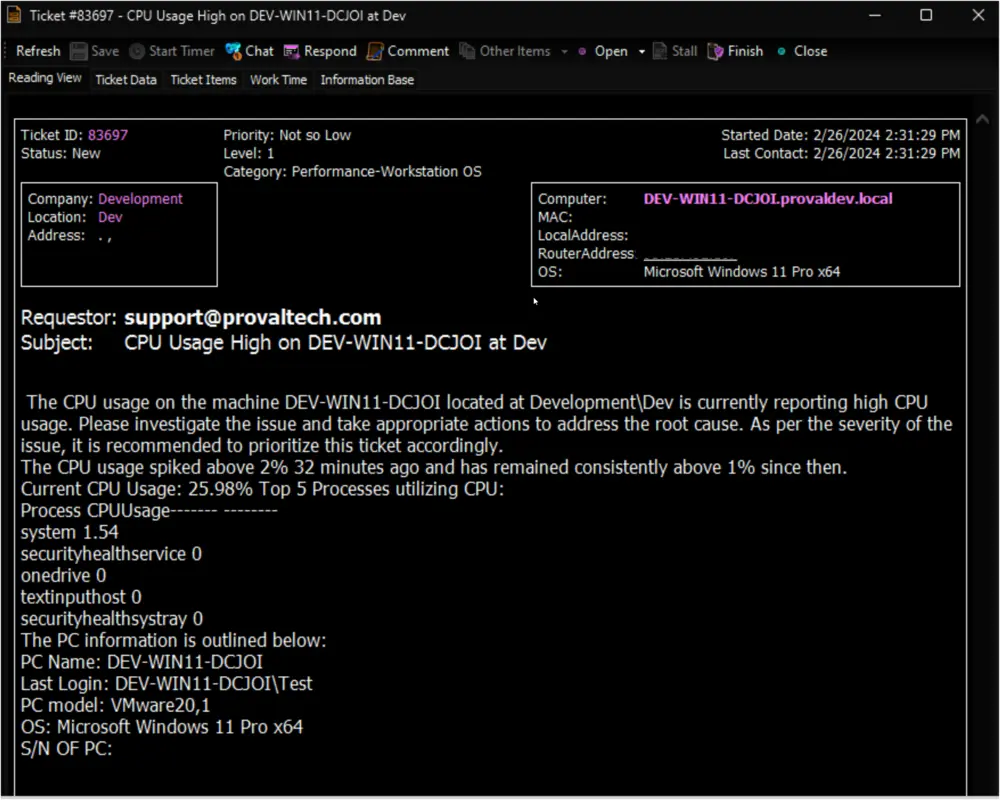 Ticket #83697 - CPU Usage High on DEV-WIN11-DCJOI at Dev
Refresh Save Start Timer Chat Respond Comment Other Items Open Stall Finish Close
Reading View Ticket Data Ticket Items Work Time Information Base
Ticket ID: 83697 Priority: Not so Low Started Date: 2/26/2024 2:31:29 PM
Status: New Level: 1 Last Contact: 2/26/2024 2:31:29 PM
Category: Performance-Workstation OS
Company: Development
Location: Dev
Address: . ,
Computer: DEV-WIN11-DCJOI.provaldev.local
MAC:
LocalAddress:
RouterAddress
OS: Microsoft Windows 11 Pro x64
Requestor: support@provaltech.com
Subject: CPU Usage High on DEV-WIN11-DCJOI at Dev
The CPU usage on the machine DEV-WIN11-DCJOI located at Development\Dev is currently reporting high CPU
usage. Please investigate the issue and take appropriate actions to address the root cause. As per the severity of the
issue, it is recommended to prioritize this ticket accordingly.
The CPU usage spiked above 2% 32 minutes ago and has remained consistently above 1% since then.
Current CPU Usage: 25.98% Top 5 Processes utilizing CPU:
Process CPUUsage------- --------
system 1.54
securityhealthservice 0
onedrive 0
textinputhost 0
securityhealthsystray 0
The PC information is outlined below:
PC Name: DEV-WIN11-DCJOI
Last Login: DEV-WIN11-DCJOI\Test
PC model: VMware20,1
OS: Microsoft Windows 11 Pro x64
S/N OF PC: